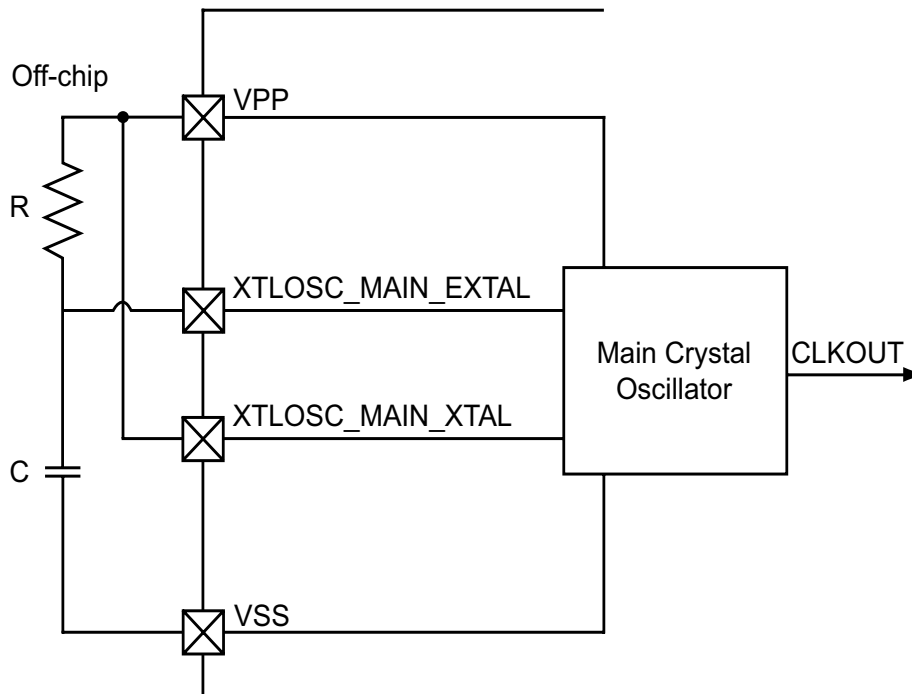 Off-chip
VPP
R
XTLOSC_MAIN_EXTAL
Main Crystal
Oscillator
CLKOUT
XTLOSC_MAIN_XTAL
C
VSS